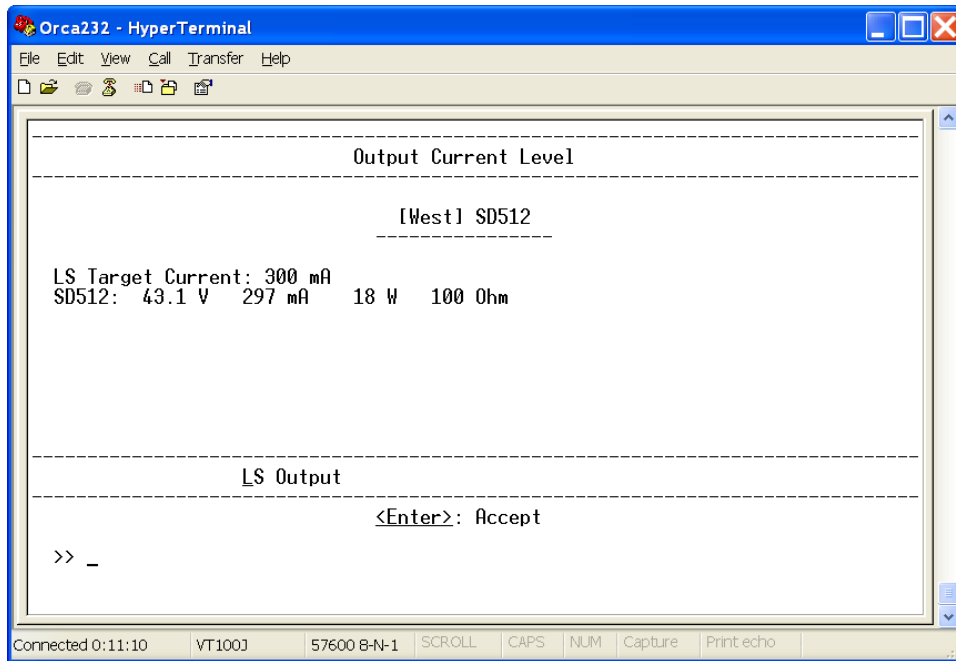 Orca232 - HyperTerminal
File Edit View Call Transfer Help
Output Current Level
[West] SD512
LS Target Current: 300 mA
SD512: 43.1 V 297 mA 18 W 100 Ohm
LS Output
<Enter>: Accept
>> _
Connected 0:11:10 VT100J 57600 8-N-1 SCROLL CAPS NUM Capture Print echo